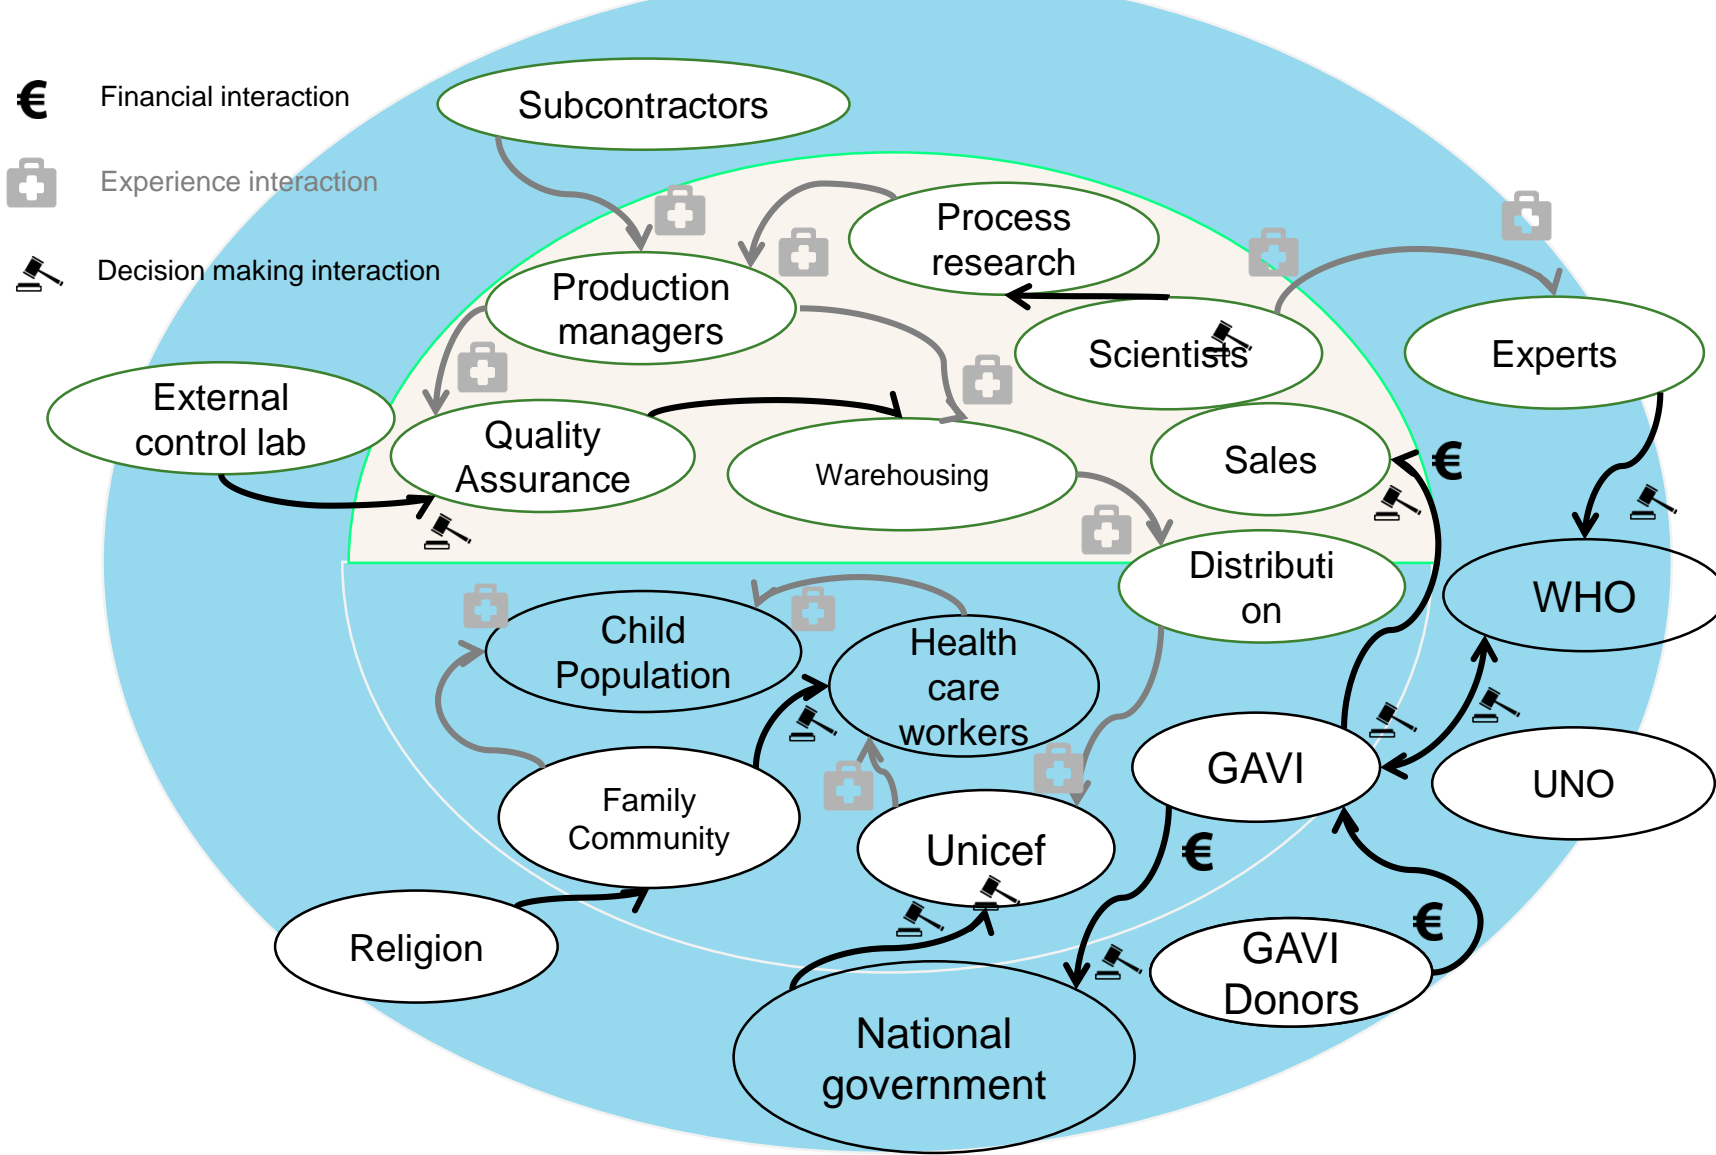 € Financial interaction
Experience interaction
Decision making interaction
Subcontractors
Process
research
Production
managers
Scientists
Experts
External
control lab
Quality
Assurance
Warehousing
Sales
€
Distributi
on
WHO
Child
Population
Health
care
workers
GAVI
UNO
Family
Community
Unicef
€
Religion
GAVI
Donors
€
National
government